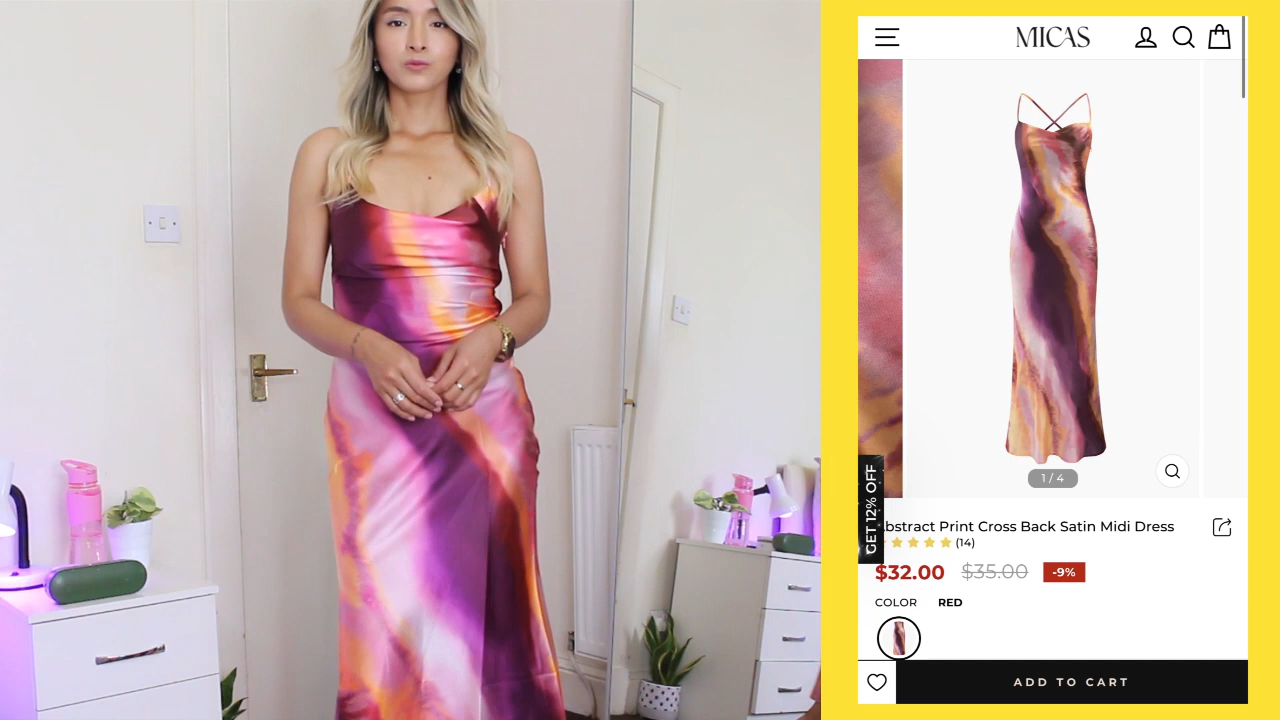 MICAS
1 / 4
GET 12% OFF
Abstract Print Cross Back Satin Midi Dress
(14)
$32.00 $35.00 -9%
COLOR RED
ADD TO CART